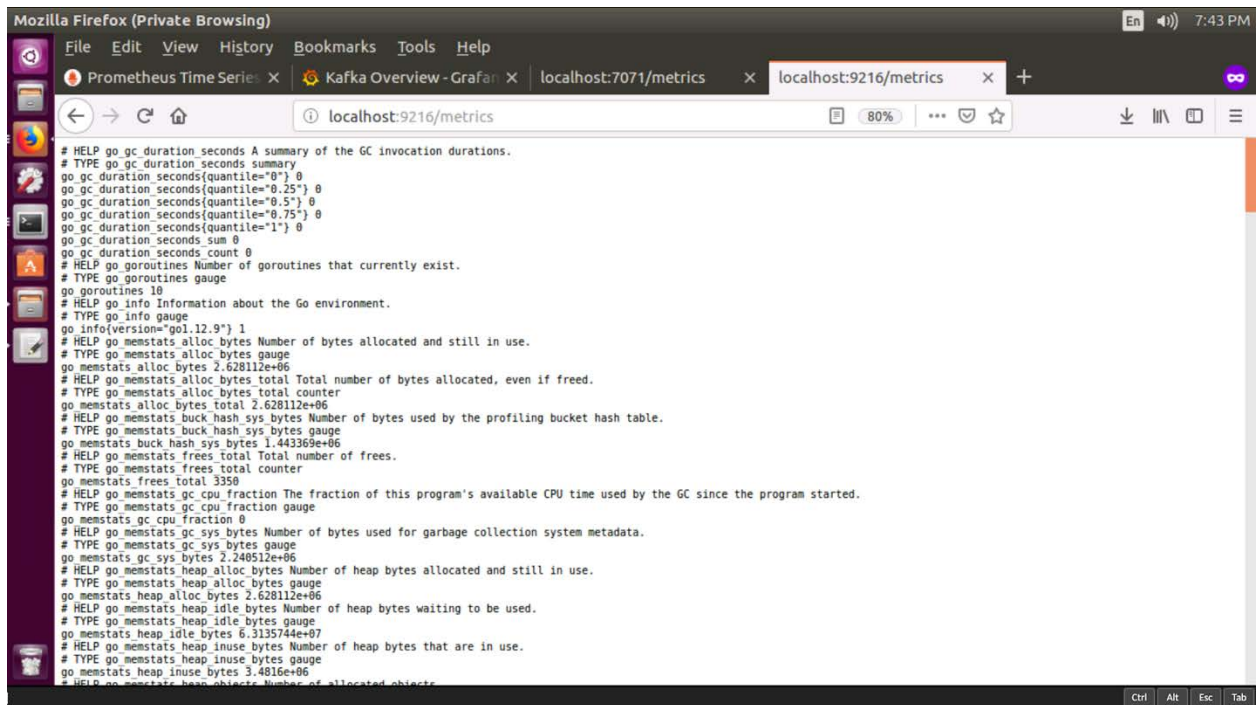 Mozilla Firefox (Private Browsing)
En
7:43 PM
File Edit View History Bookmarks Tools Help
Prometheus Time Series
Kafka Overview - Grafan
localhost:7071/metrics
localhost:9216/metrics
localhost:9216/metrics
80%
# HELP go_gc_duration_seconds A summary of the GC invocation durations.
# TYPE go_gc_duration_seconds summary
go_gc_duration_seconds{quantile="0"} 0
go_gc_duration_seconds{quantile="0.25"} 0
go_gc_duration_seconds{quantile="0.5"} 0
go_gc_duration_seconds{quantile="0.75"} 0
go_gc_duration_seconds{quantile="1"} 0
go_gc_duration_seconds_sum 0
go_gc_duration_seconds_count 0
# HELP go_goroutines Number of goroutines that currently exist.
# TYPE go_goroutines gauge
go_goroutines 10
# HELP go_info Information about the Go environment.
# TYPE go_info gauge
go_info{version="go1.12.9"} 1
# HELP go_memstats_alloc_bytes Number of bytes allocated and still in use.
# TYPE go_memstats_alloc_bytes gauge
go_memstats_alloc_bytes 2.628112e+06
# HELP go_memstats_alloc_bytes_total Total number of bytes allocated, even if freed.
# TYPE go_memstats_alloc_bytes_total counter
go_memstats_alloc_bytes_total 2.628112e+06
# HELP go_memstats_buck_hash_sys_bytes Number of bytes used by the profiling bucket hash table.
# TYPE go_memstats_buck_hash_sys_bytes gauge
go_memstats_buck_hash_sys_bytes 1.443369e+06
# HELP go_memstats_frees_total Total number of frees.
# TYPE go_memstats_frees_total counter
go_memstats_frees_total 3350
# HELP go_memstats_gc_cpu_fraction The fraction of this program's available CPU time used by the GC since the program started.
# TYPE go_memstats_gc_cpu_fraction gauge
go_memstats_gc_cpu_fraction 0
# HELP go_memstats_gc_sys_bytes Number of bytes used for garbage collection system metadata.
# TYPE go_memstats_gc_sys_bytes gauge
go_memstats_gc_sys_bytes 2.240512e+06
# HELP go_memstats_heap_alloc_bytes Number of heap bytes allocated and still in use.
# TYPE go_memstats_heap_alloc_bytes gauge
go_memstats_heap_alloc_bytes 2.628112e+06
# HELP go_memstats_heap_idle_bytes Number of heap bytes waiting to be used.
# TYPE go_memstats_heap_idle_bytes gauge
go_memstats_heap_idle_bytes 6.3135744e+07
# HELP go_memstats_heap_inuse_bytes Number of heap bytes that are in use.
# TYPE go_memstats_heap_inuse_bytes gauge
go_memstats_heap_inuse_bytes 3.4816e+06
# HELP go_memstats_heap_objects Number of allocated objects
Ctrl Alt Esc Tab